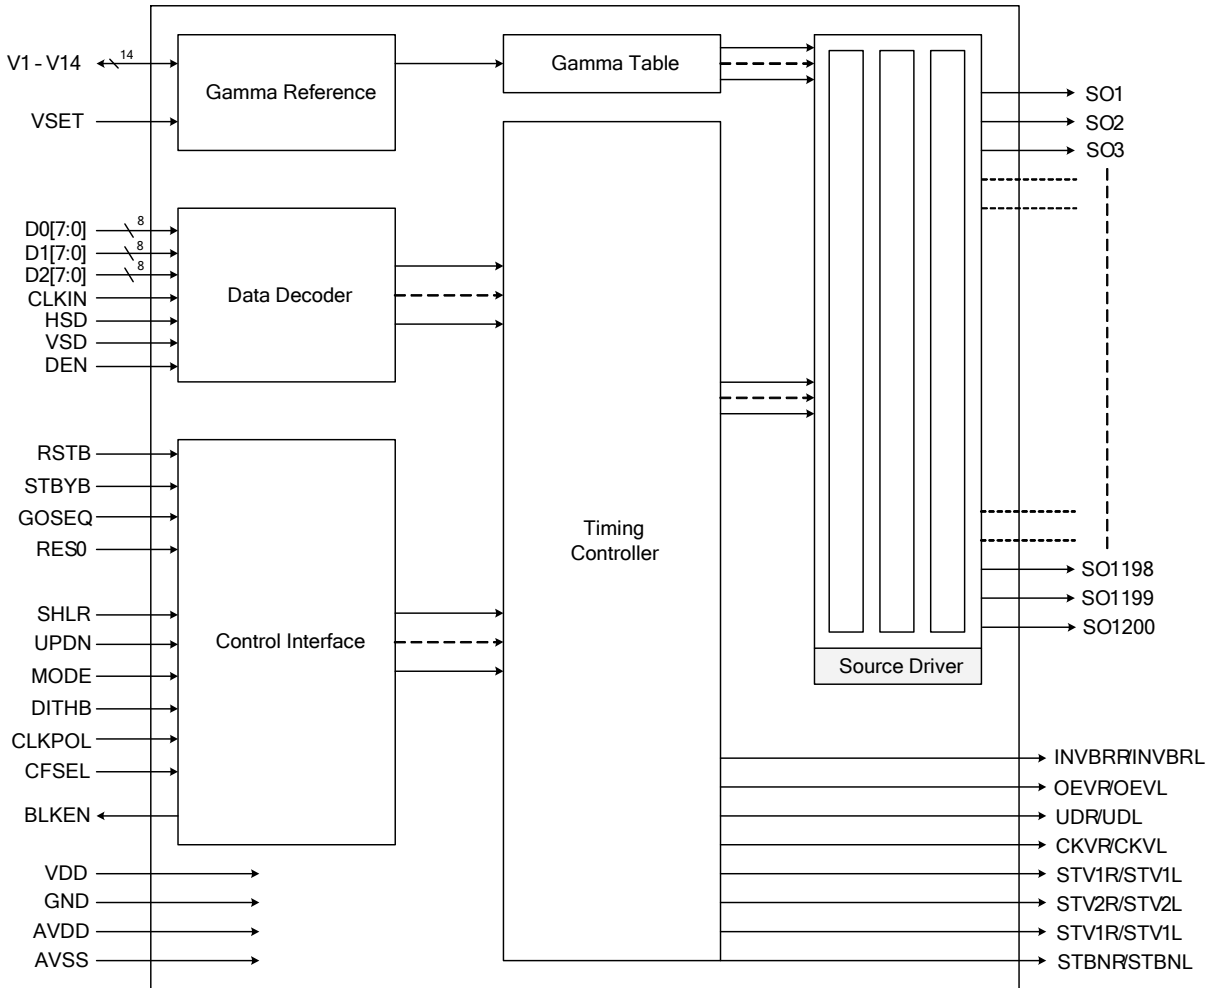 V1 - V14
14
VSET
Gamma Reference
Gamma Table
SO1
SO2
SO3
D0[7:0]
8
D1[7:0]
8
D2[7:0]
8
CLKIN
HSD
VSD
DEN
Data Decoder
RSTB
STBYB
GOSEQ
RES0
SHLR
UPDN
MODE
DITHB
CLKPOL
CFSEL
BLKEN
Control Interface
Timing
Controller
SO1198
SO1199
SO1200
Source Driver
VDD
GND
AVDD
AVSS
INVBRR/INVBRL
OEVR/OEVL
UDR/UDL
CKVR/CKVL
STV1R/STV1L
STV2R/STV2L
STV1R/STV1L
STBNR/STBNL